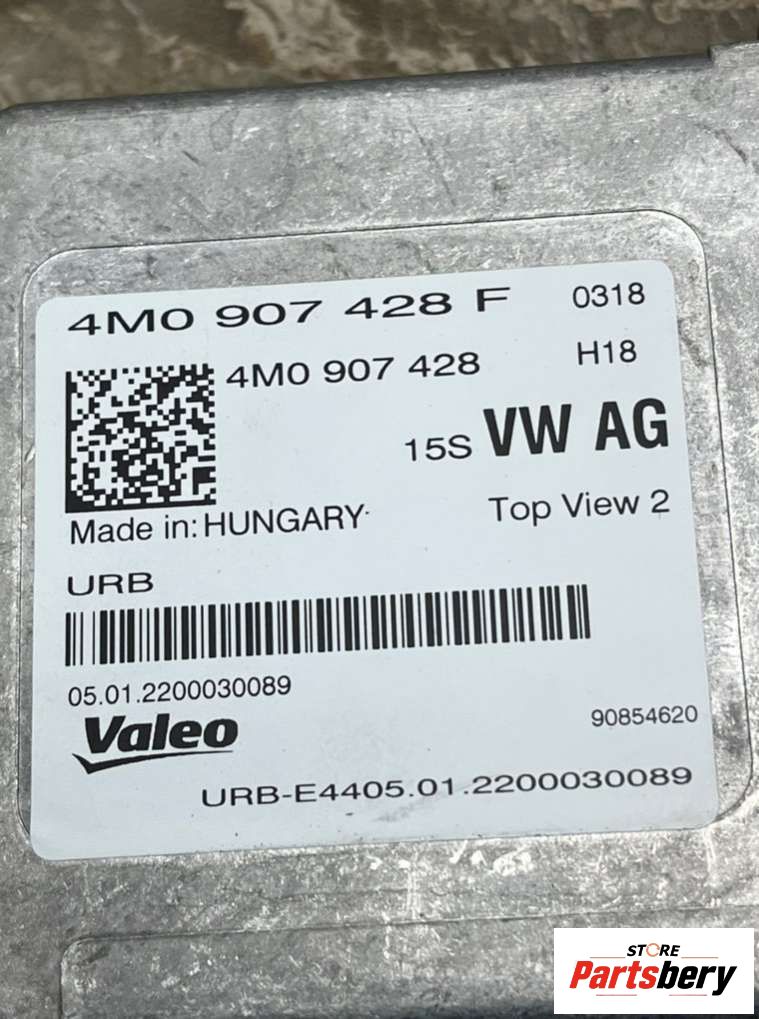 4M0 907 428 F 0318
4M0 907 428 H18
15S VW AG
Made in: HUNGARY Top View 2
URB
05.01.2200030089
Valeo 90854620
URB-E4405.01.2200030089
STORE
Partsbery